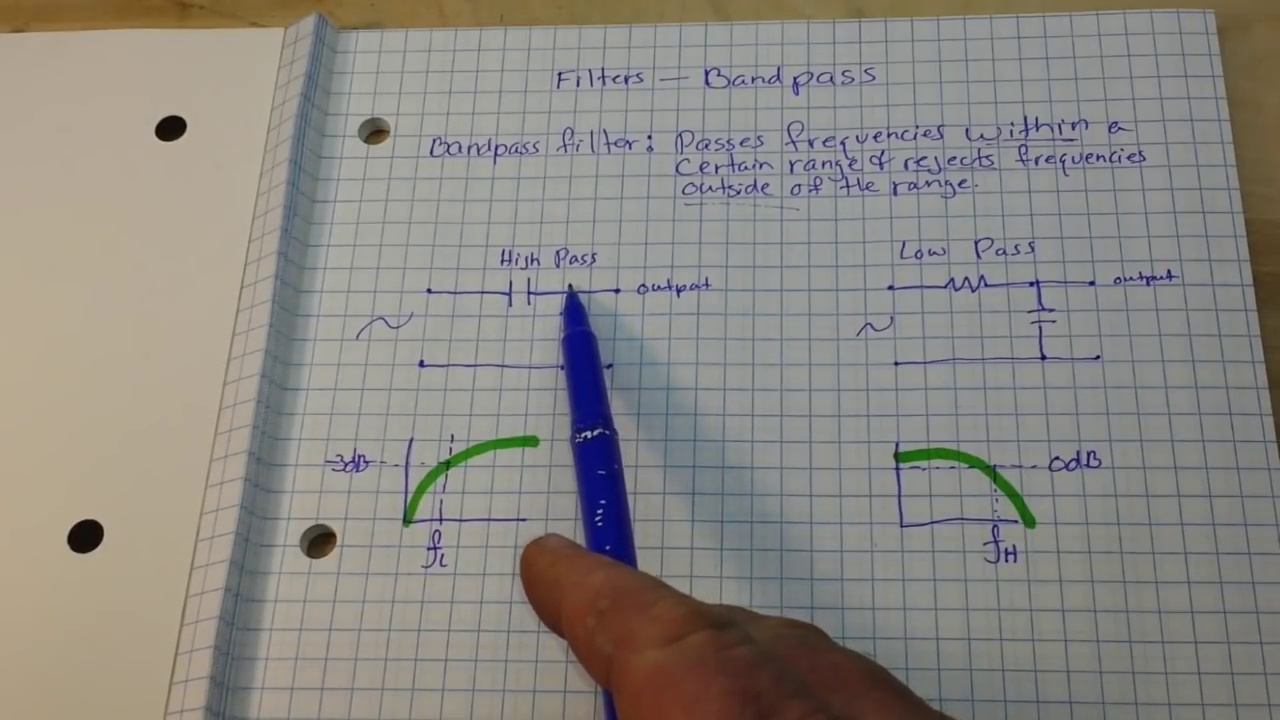 Filters — Bandpass
Bandpass filter: Passes frequencies within a
certain range & rejects frequencies
outside of the range.
High Pass
output
Low Pass
output
-3dB
fL
0dB
fH